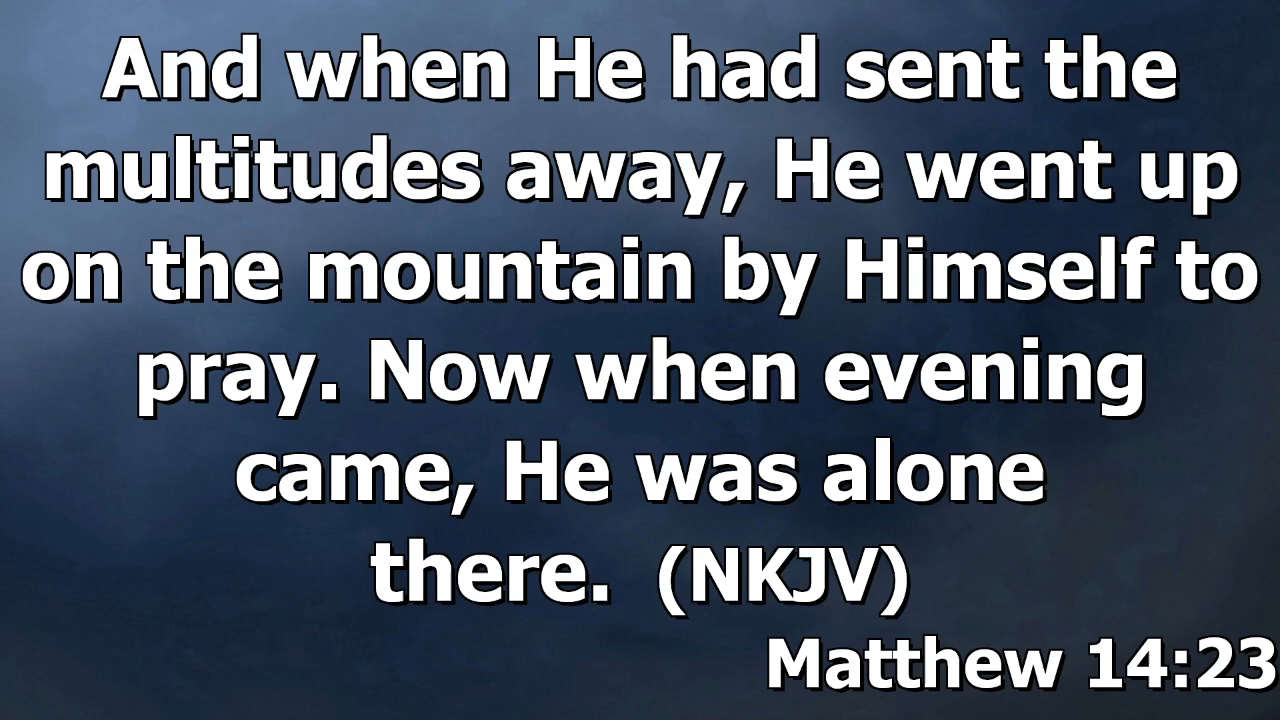 And when He had sent the
multitudes away, He went up
on the mountain by Himself to
pray. Now when evening
came, He was alone
there.  (NKJV)
Matthew 14:23